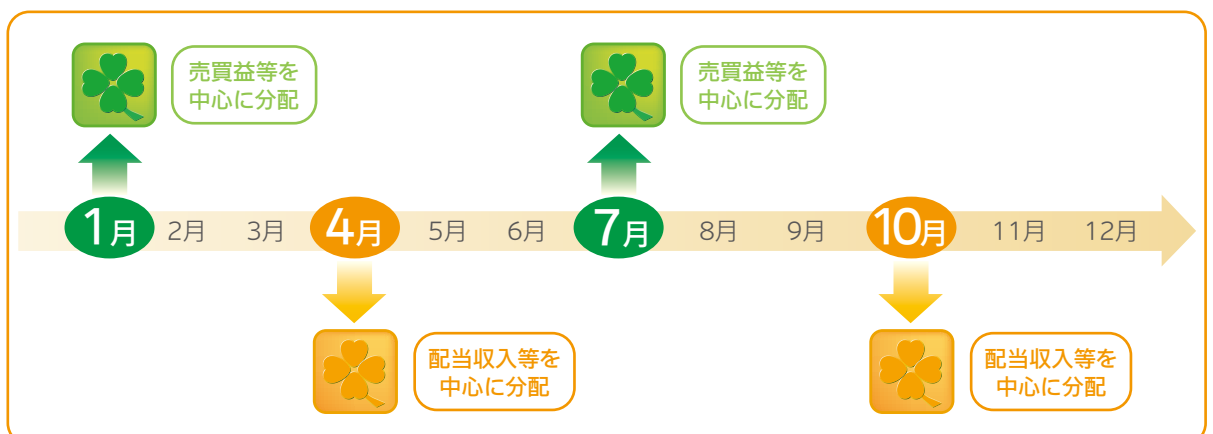 売買益等を
中心に分配
売買益等を
中心に分配
1月 2月 3月 4月 5月 6月 7月 8月 9月 10月 11月 12月
配当収入等を
中心に分配
配当収入等を
中心に分配